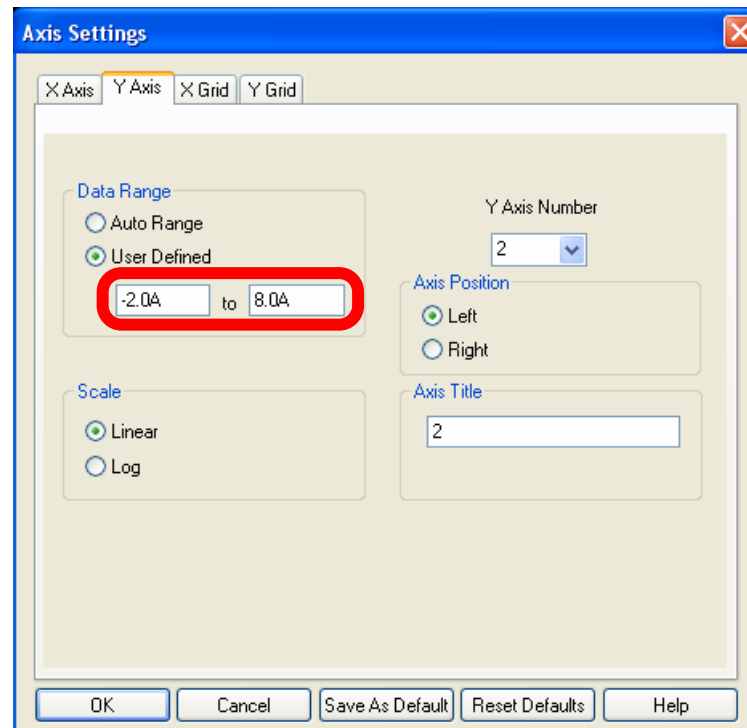 Axis Settings
X Axis Y Axis X Grid Y Grid
Data Range
Auto Range
User Defined
-2.0A to 8.0A
Y Axis Number
2
Axis Position
Left
Right
Scale
Linear
Log
Axis Title
2
OK Cancel Save As Default Reset Defaults Help